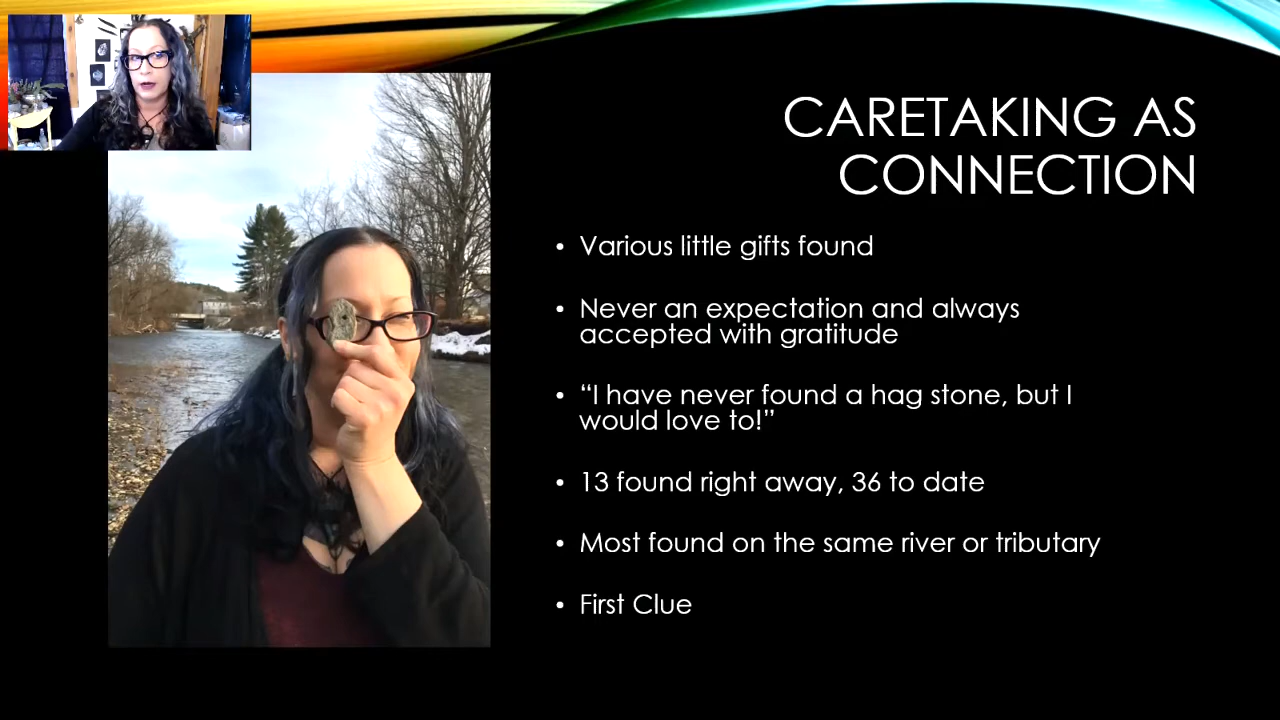 CARETAKING AS
CONNECTION
• Various little gifts found
• Never an expectation and always
accepted with gratitude
• “I have never found a hag stone, but I
would love to!”
• 13 found right away, 36 to date
• Most found on the same river or tributary
• First Clue